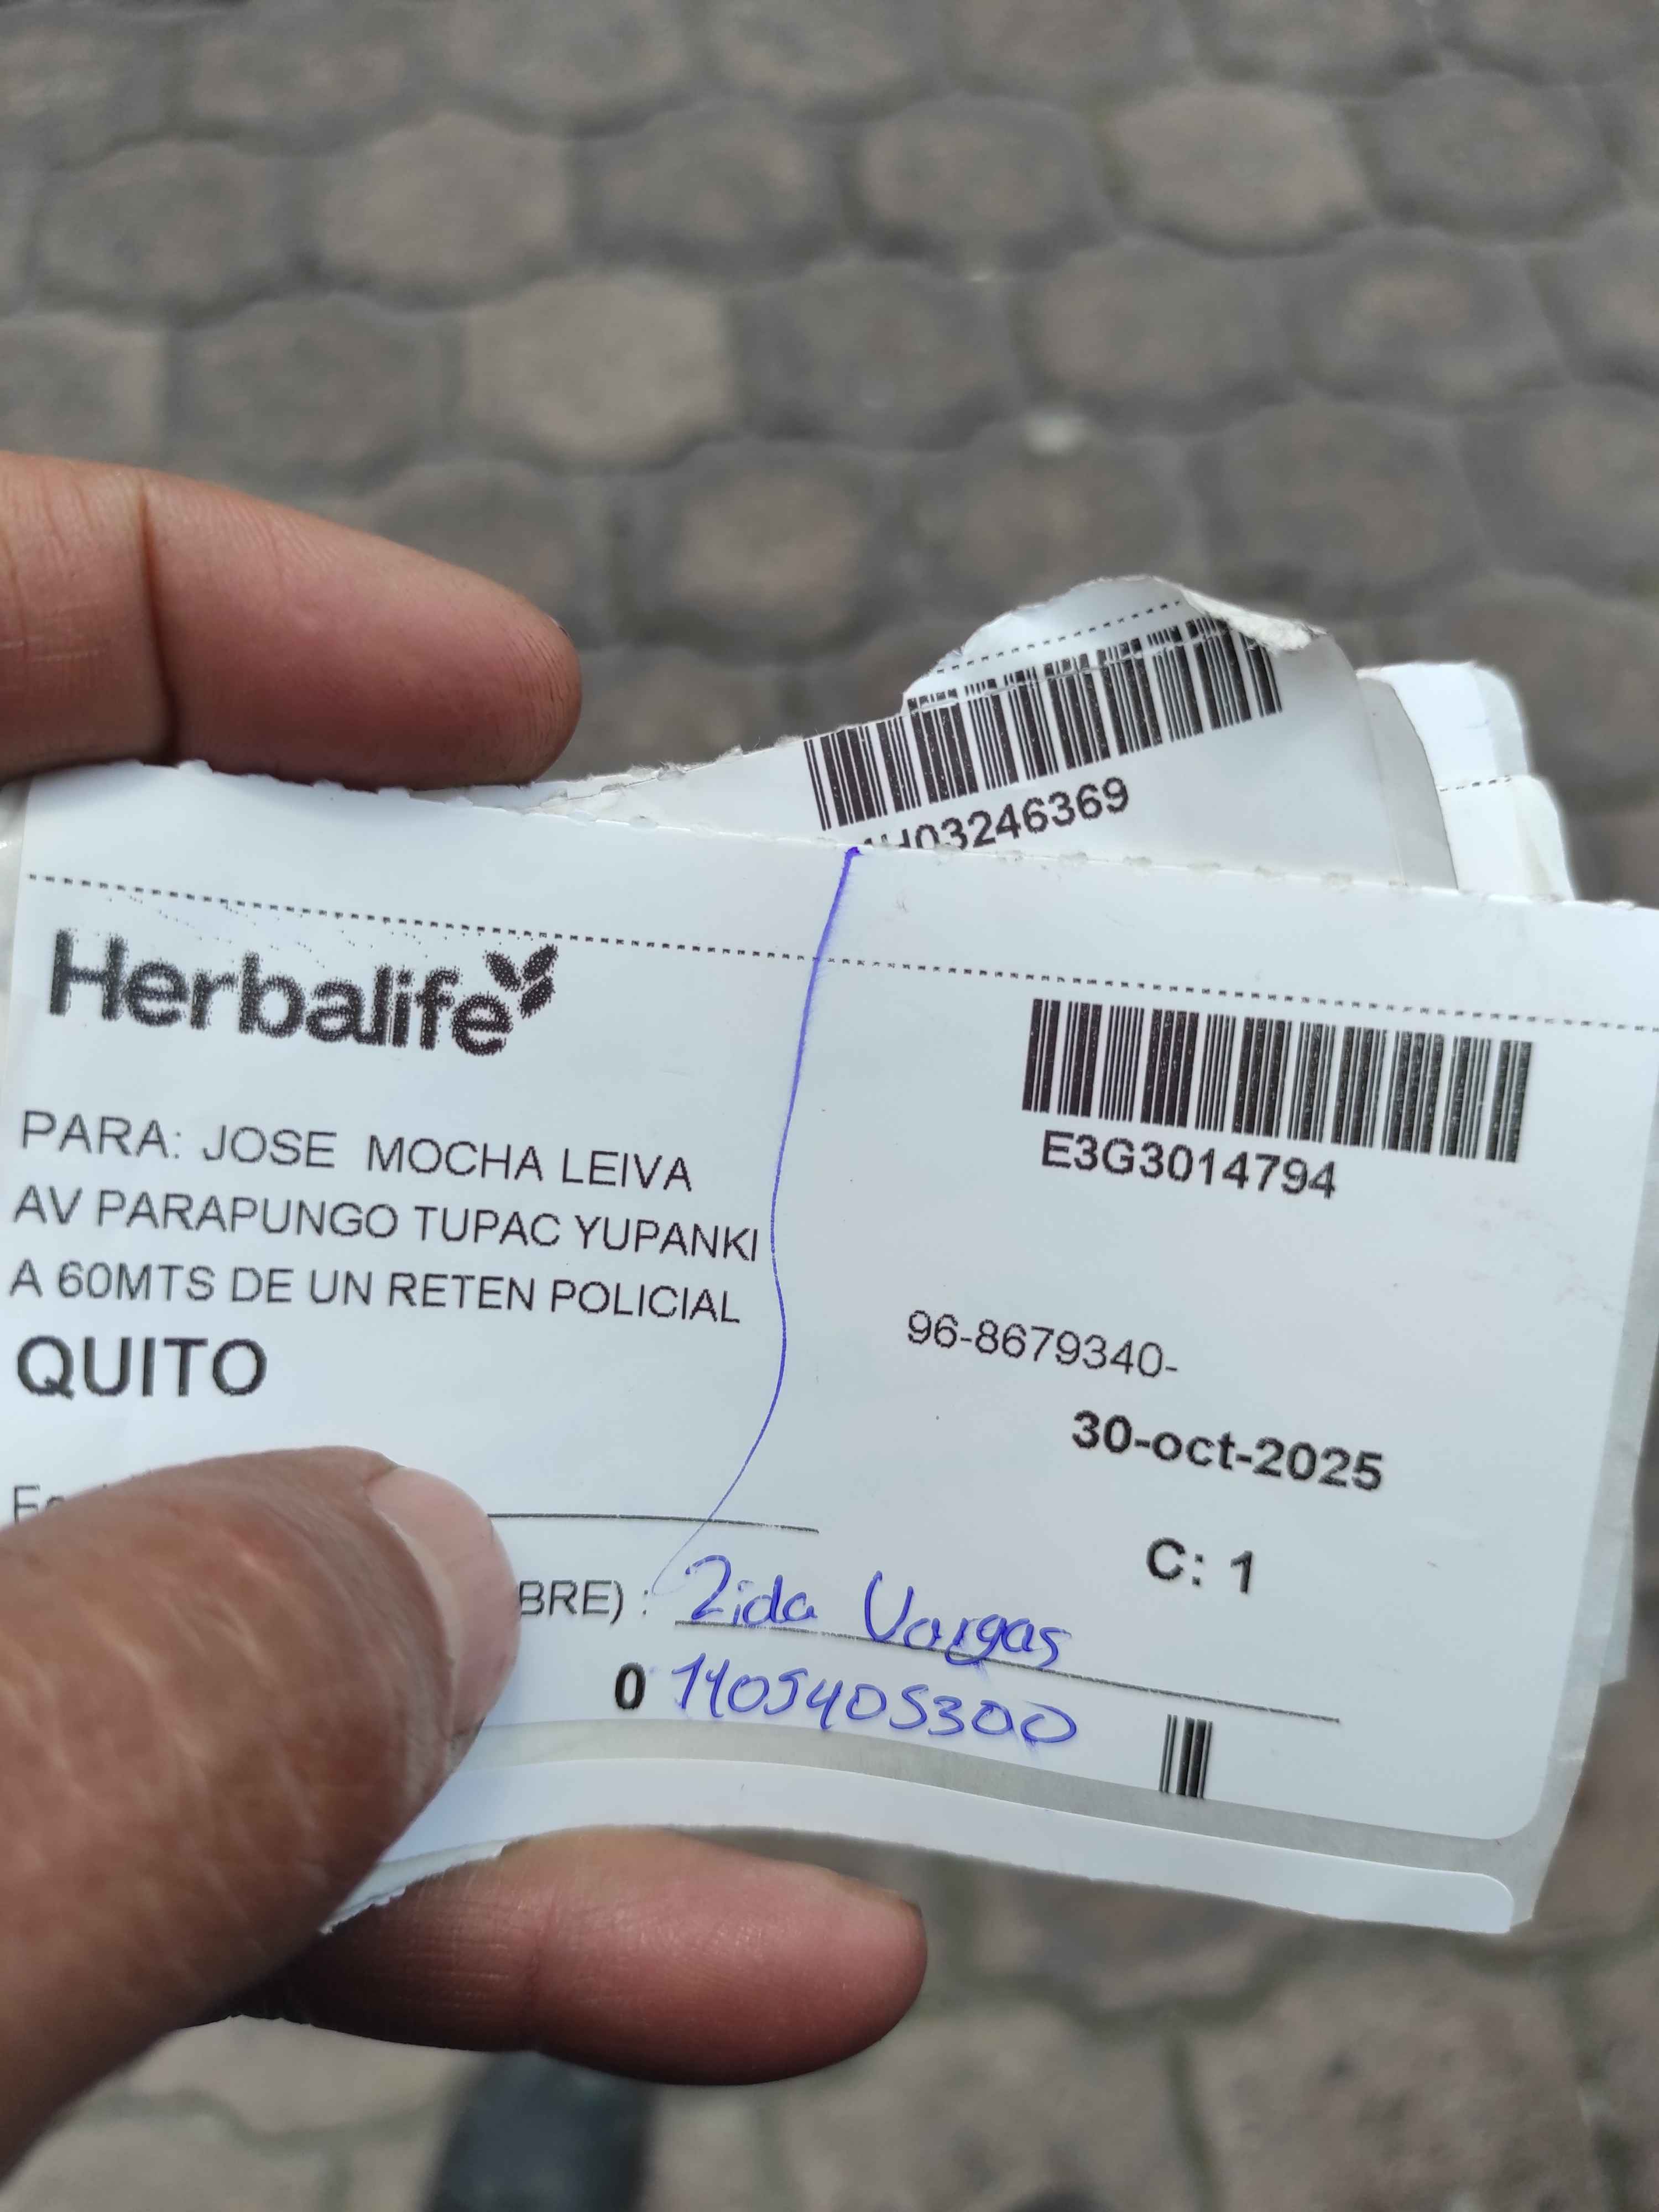 H03246369
Herbalife
E3G3014794
PARA: JOSE MOCHA LEIVA
AV PARAPUNGO TUPAC YUPANKI
A 60MTS DE UN RETEN POLICIAL
QUITO
96-8679340-
30-oct-2025
C: 1
BRE) : Zida Vargas
0 1105405300